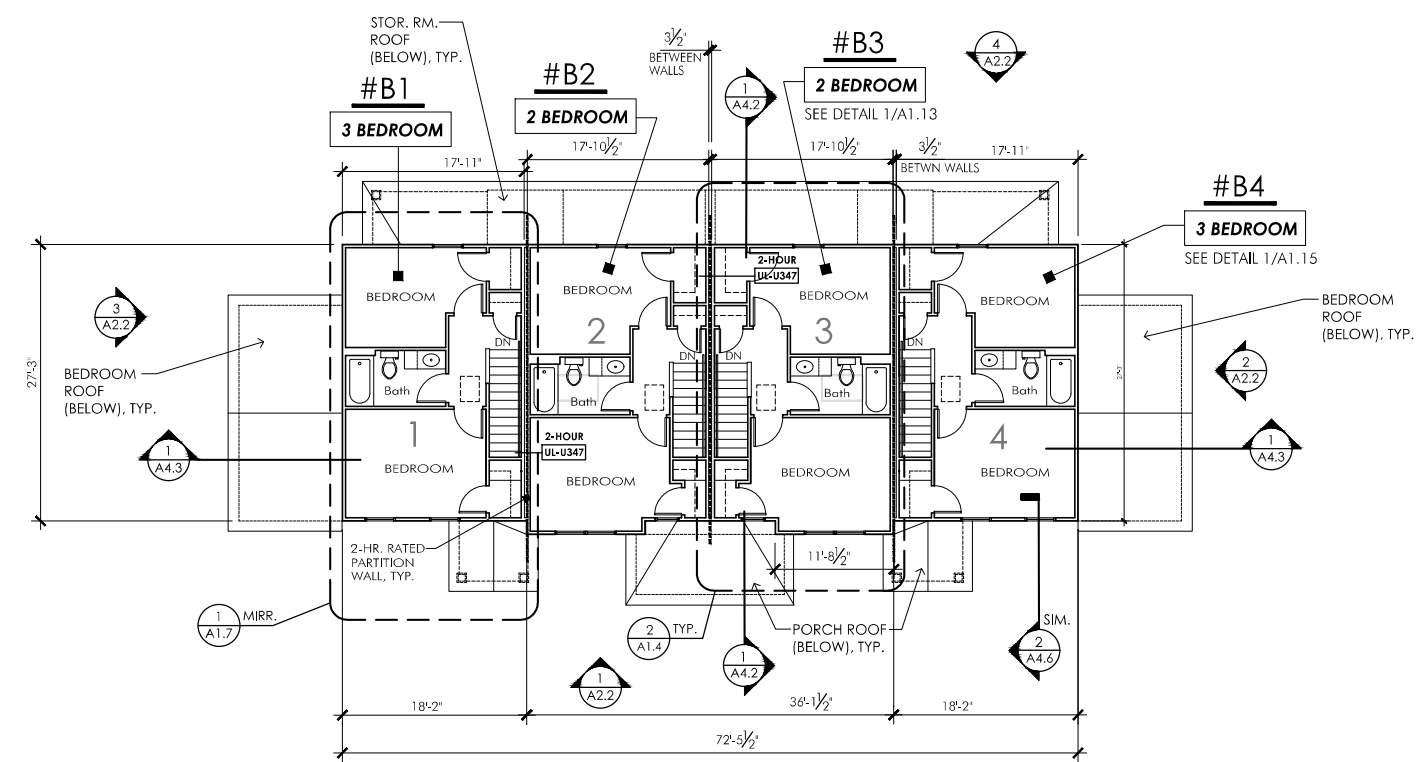 STOR. RM.
ROOF
(BELOW), TYP.
3½"
BETWEEN
WALLS
#B1
3 BEDROOM
#B2
2 BEDROOM
#B3
2 BEDROOM
SEE DETAIL 1/A1.13
4
A2.2
1
A4.2
17'-11"
17'-10½"
17'-10½"
3½"
BETWN WALLS
17'-11"
#B4
3 BEDROOM
SEE DETAIL 1/A1.15
27'-3"
3
A2.2
BEDROOM
ROOF
(BELOW), TYP.
BEDROOM
ROOF
(BELOW), TYP.
2
A2.2
BEDROOM
BEDROOM
2-HOUR
UL-U347
BEDROOM
BEDROOM
2
3
DN
DN
DN
DN
Bath
Bath
Bath
Bath
1
4
BEDROOM
2-HOUR
UL-U347
BEDROOM
BEDROOM
BEDROOM
1
A4.3
1
A4.3
2-HR. RATED
PARTITION
WALL, TYP.
11'-8½"
1
A1.7
MIRR.
2
A1.4
TYP.
PORCH ROOF
(BELOW), TYP.
SIM.
2
A4.6
1
A4.2
1
A2.2
18'-2"
36'-1½"
18'-2"
72'-5½"